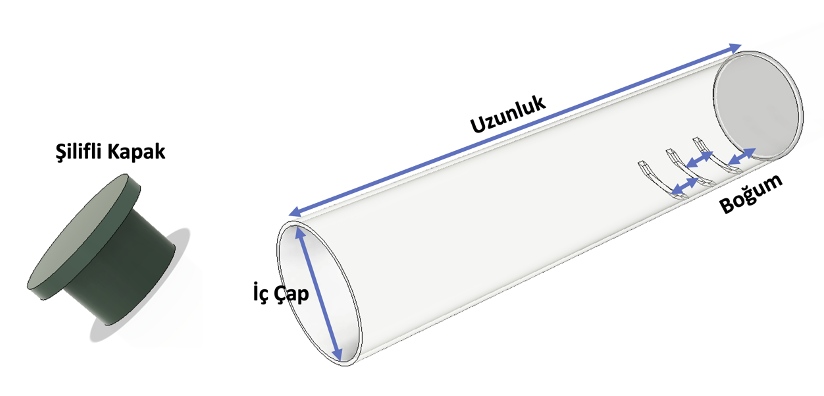 Uzunluk
Şilifli Kapak
Boğum
İç Çap